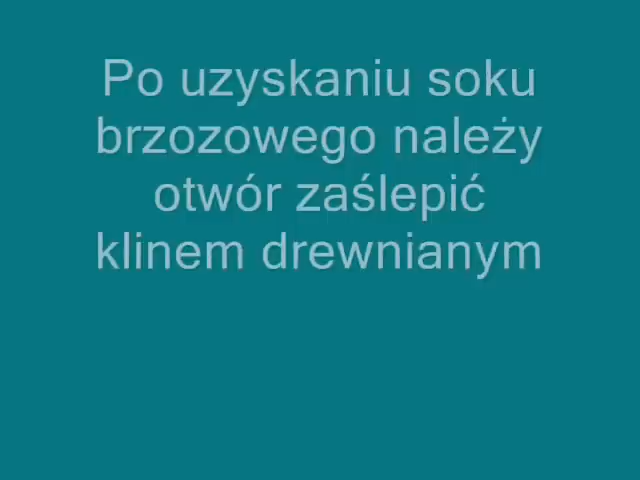 Po uzyskaniu soku
brzozowego należy
otwór zaślepić
klinem drewnianym